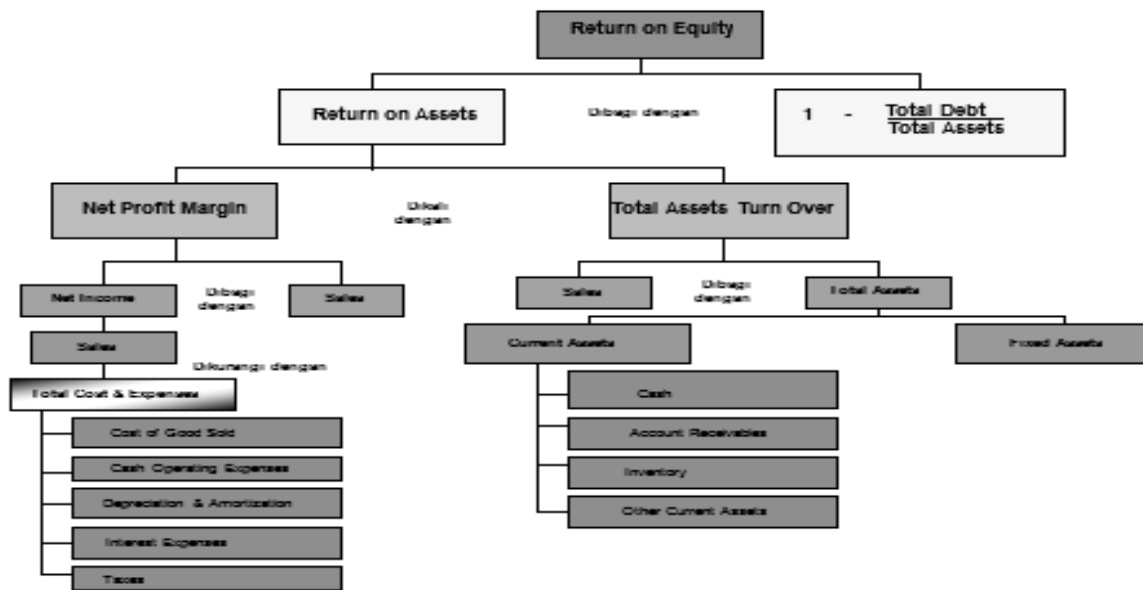 Return on Equity
Return on Assets
Dibagi dengan
1 - Total Debt
Total Assets
Net Profit Margin
Dikali
dengan
Total Assets Turn Over
Net Income
Dibagi
dengan
Sales
Sales
Dibagi
dengan
Total Assets
Sales
Dikurangi dengan
Current Assets
Fixed Assets
Total Cost & Expenses
Cash
Cost of Good Sold
Account Receivables
Cash Operating Expenses
Inventory
Depreciation & Amortization
Other Current Assets
Interest Expenses
Taxes